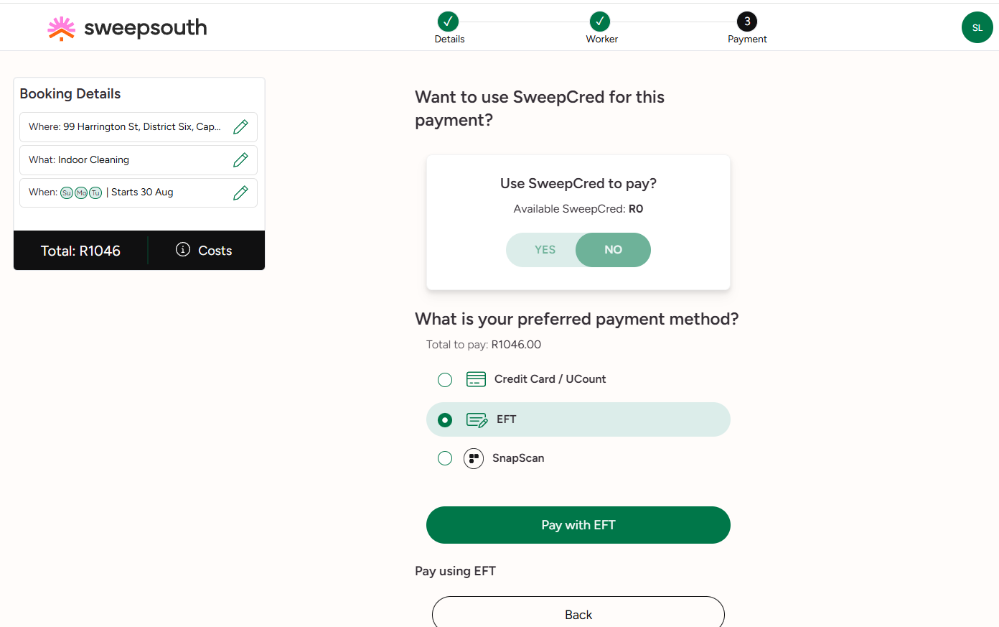 sweepsouth
Details
Worker
3
Payment
SL
Booking Details
Where: 99 Harrington St, District Six, Cap...
What: Indoor Cleaning
When: Su Mo Tu | Starts 30 Aug
Total: R1046
Costs
Want to use SweepCred for this
payment?
Use SweepCred to pay?
Available SweepCred: R0
YES
NO
What is your preferred payment method?
Total to pay: R1046.00
Credit Card / UCount
EFT
SnapScan
Pay with EFT
Pay using EFT
Back